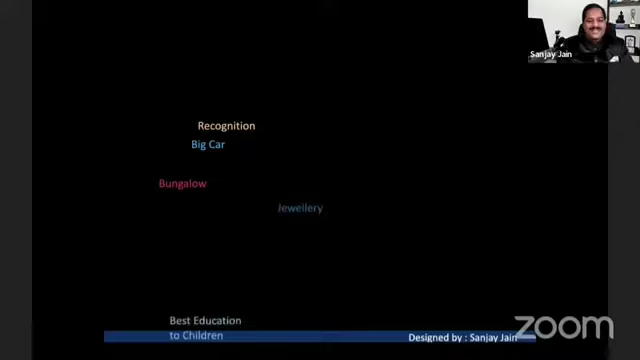 Sanjay Jain
Recognition
Big Car
Bungalow
Jewellery
Best Education
to Children
Designed by : Sanjay Jain
zoom